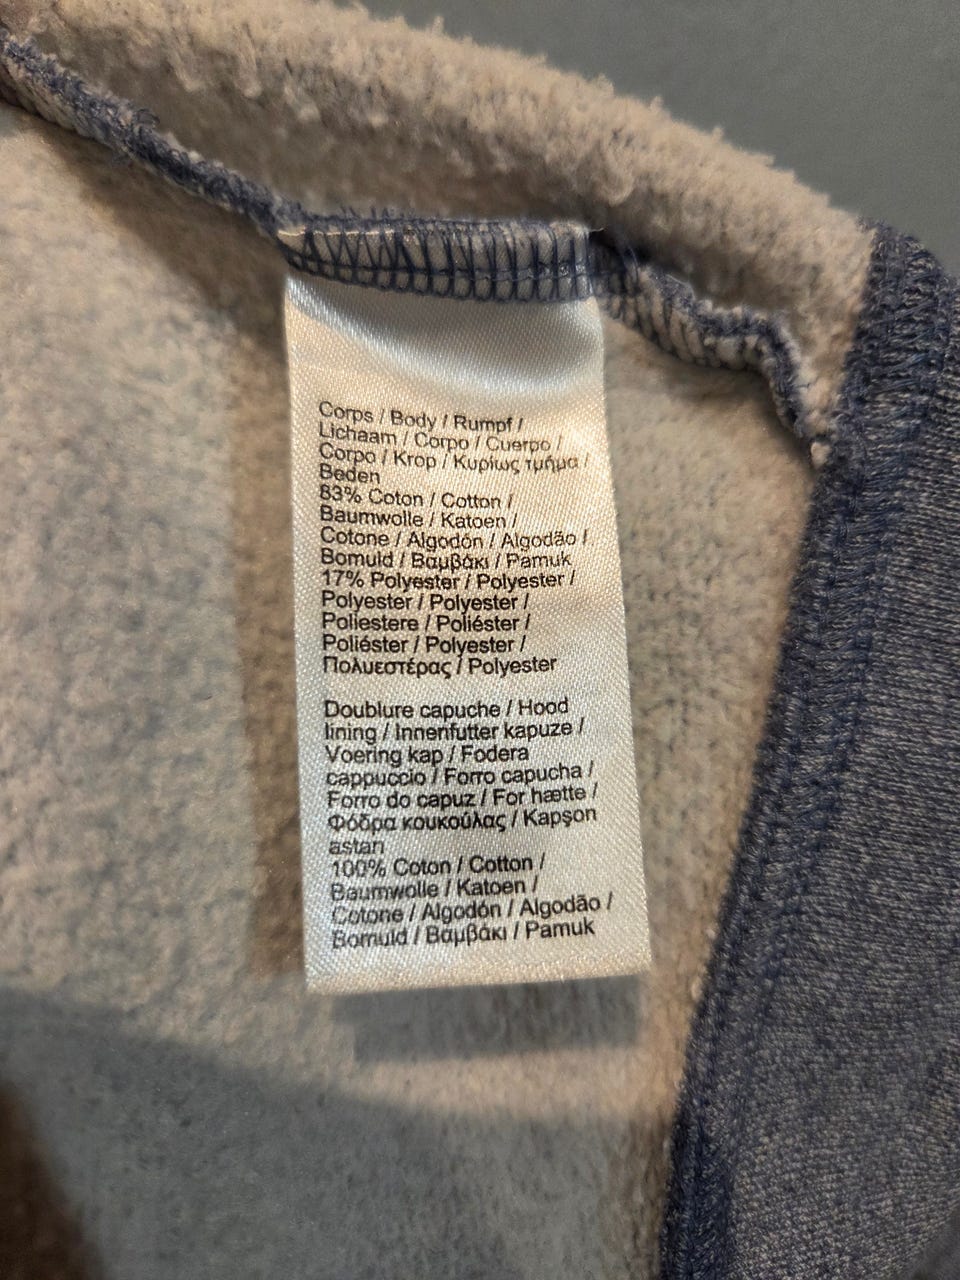 Corps / Body / Rumpf /
Lichaam / Corpo / Cuerpo /
Corpo / Krop / Κυρίως τμήμα /
Beden
83% Coton / Cotton /
Baumwolle / Katoen /
Cotone / Algodón / Algodão /
Bomuld / Βαμβάκι / Pamuk
17% Polyester / Polyester /
Polyester / Polyester /
Poliestere / Poliéster /
Poliéster / Polyester /
Πολυεστέρας / Polyester
Doublure capuche / Hood
lining / Innenfutter kapuze /
Voering kap / Fodera
cappuccio / Forro capucha /
Forro do capuz / For hætte /
Φόδρα κουκούλας / Kapşon
astarı
100% Coton / Cotton /
Baumwolle / Katoen /
Cotone / Algodón / Algodão /
Bomuld / Βαμβάκι / Pamuk